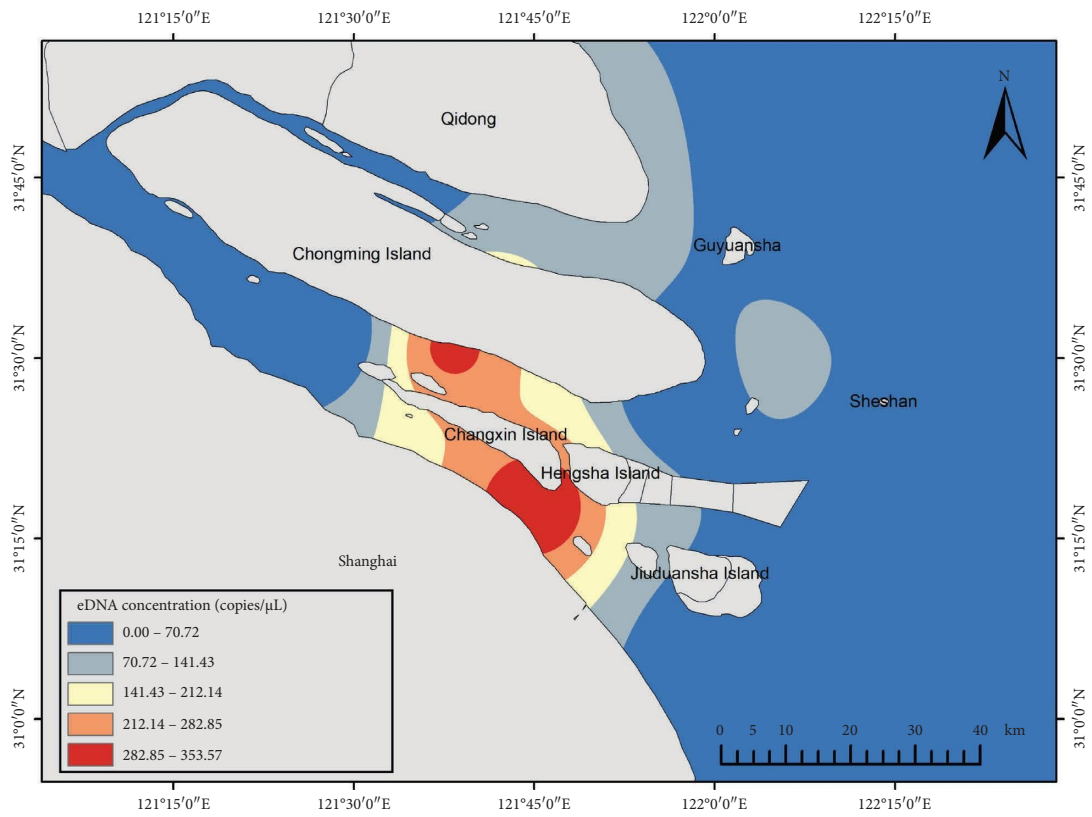 121°15′0″E 121°30′0″E 121°45′0″E 122°0′0″E 122°15′0″E
N
Qidong
31°45′0″N 31°45′0″N
Guyuansha
Chongming Island
31°30′0″N 31°30′0″N
Sheshan
Changxin Island
Hengsha Island
31°15′0″N 31°15′0″N
Shanghai
Jiuduansha Island
eDNA concentration (copies/μL)
0.00 – 70.72
70.72 – 141.43
141.43 – 212.14
212.14 – 282.85
282.85 – 353.57
31°0′0″N 31°0′0″N
0 5 10 20 30 40 km
121°15′0″E 121°30′0″E 121°45′0″E 122°0′0″E 122°15′0″E